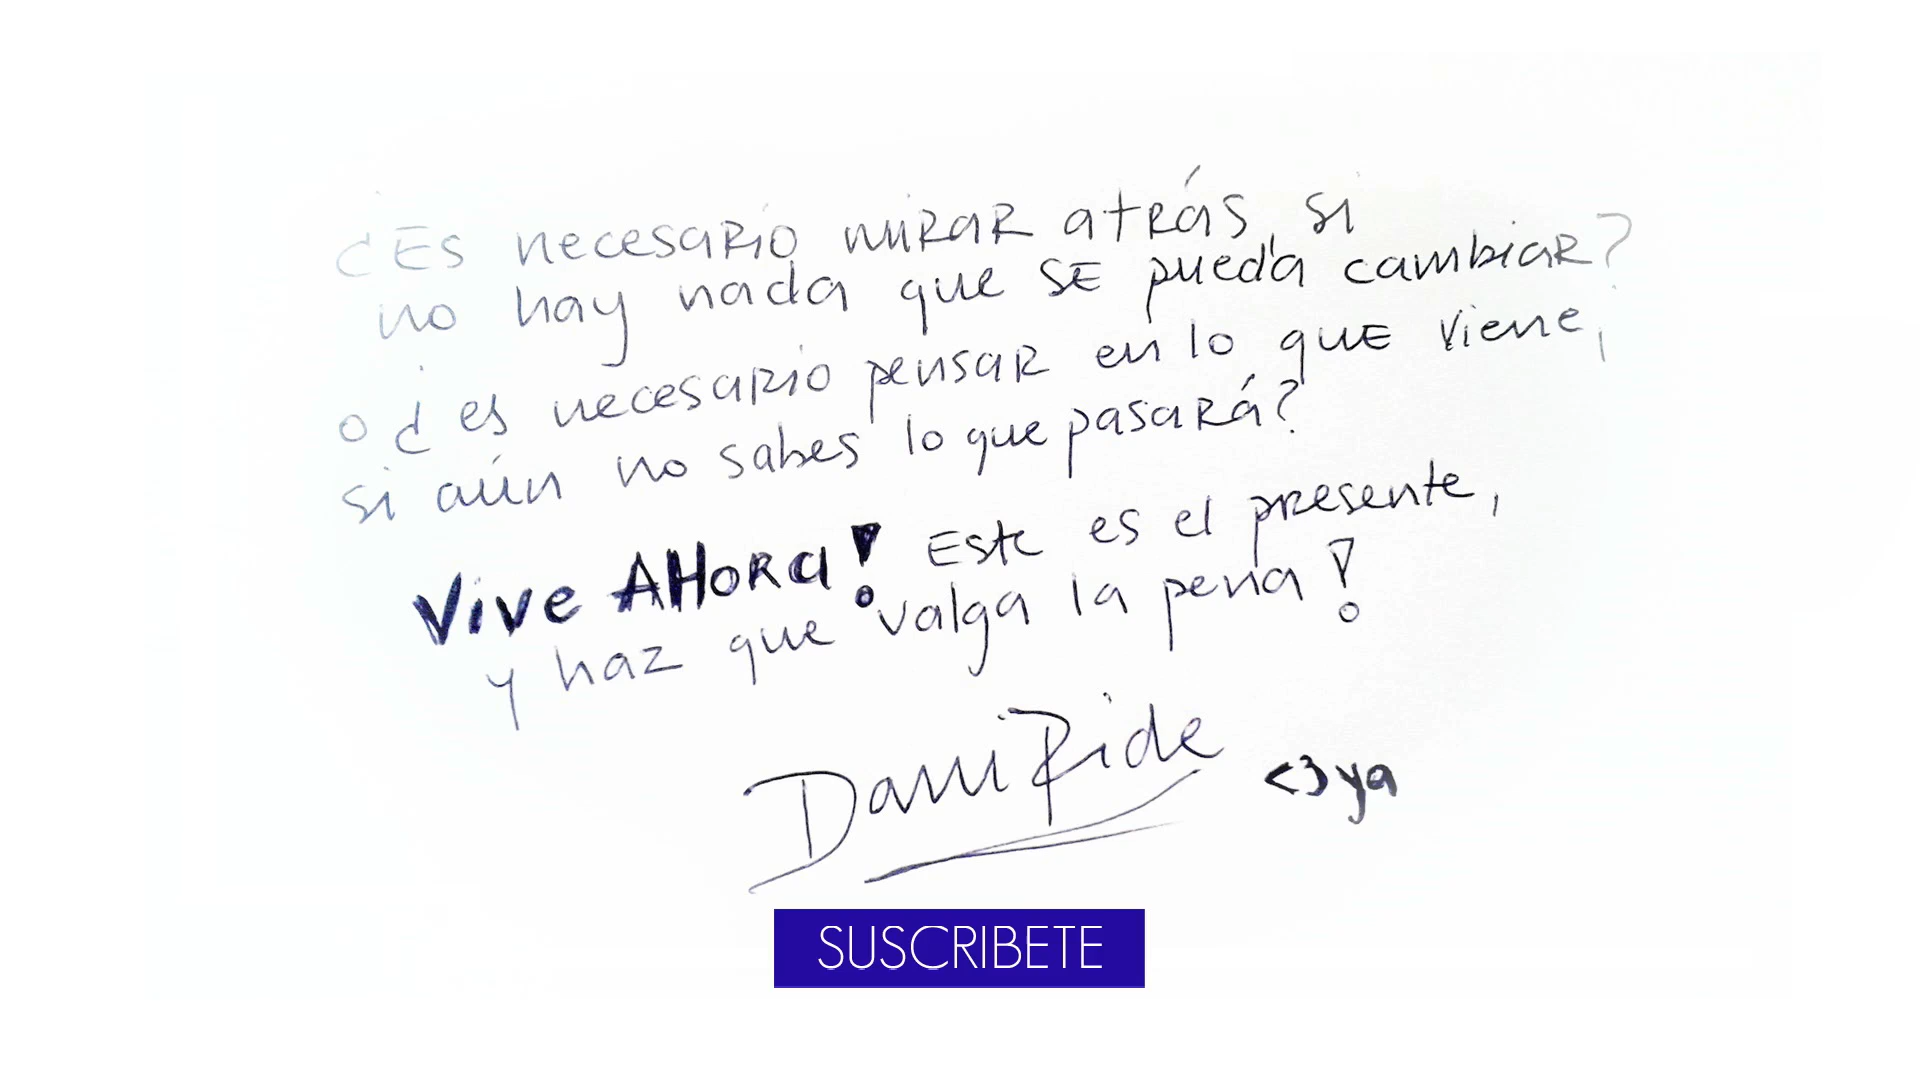 ¿Es necesario mirar atrás, si
no hay nada que se pueda cambiar?
o ¿es necesario pensar en lo que viene,
si aún no sabes lo que pasará?
Vive AHORA! Este es el presente,
y haz que valga la pena!
Dani Ride
<3 ya
SUSCRIBETE